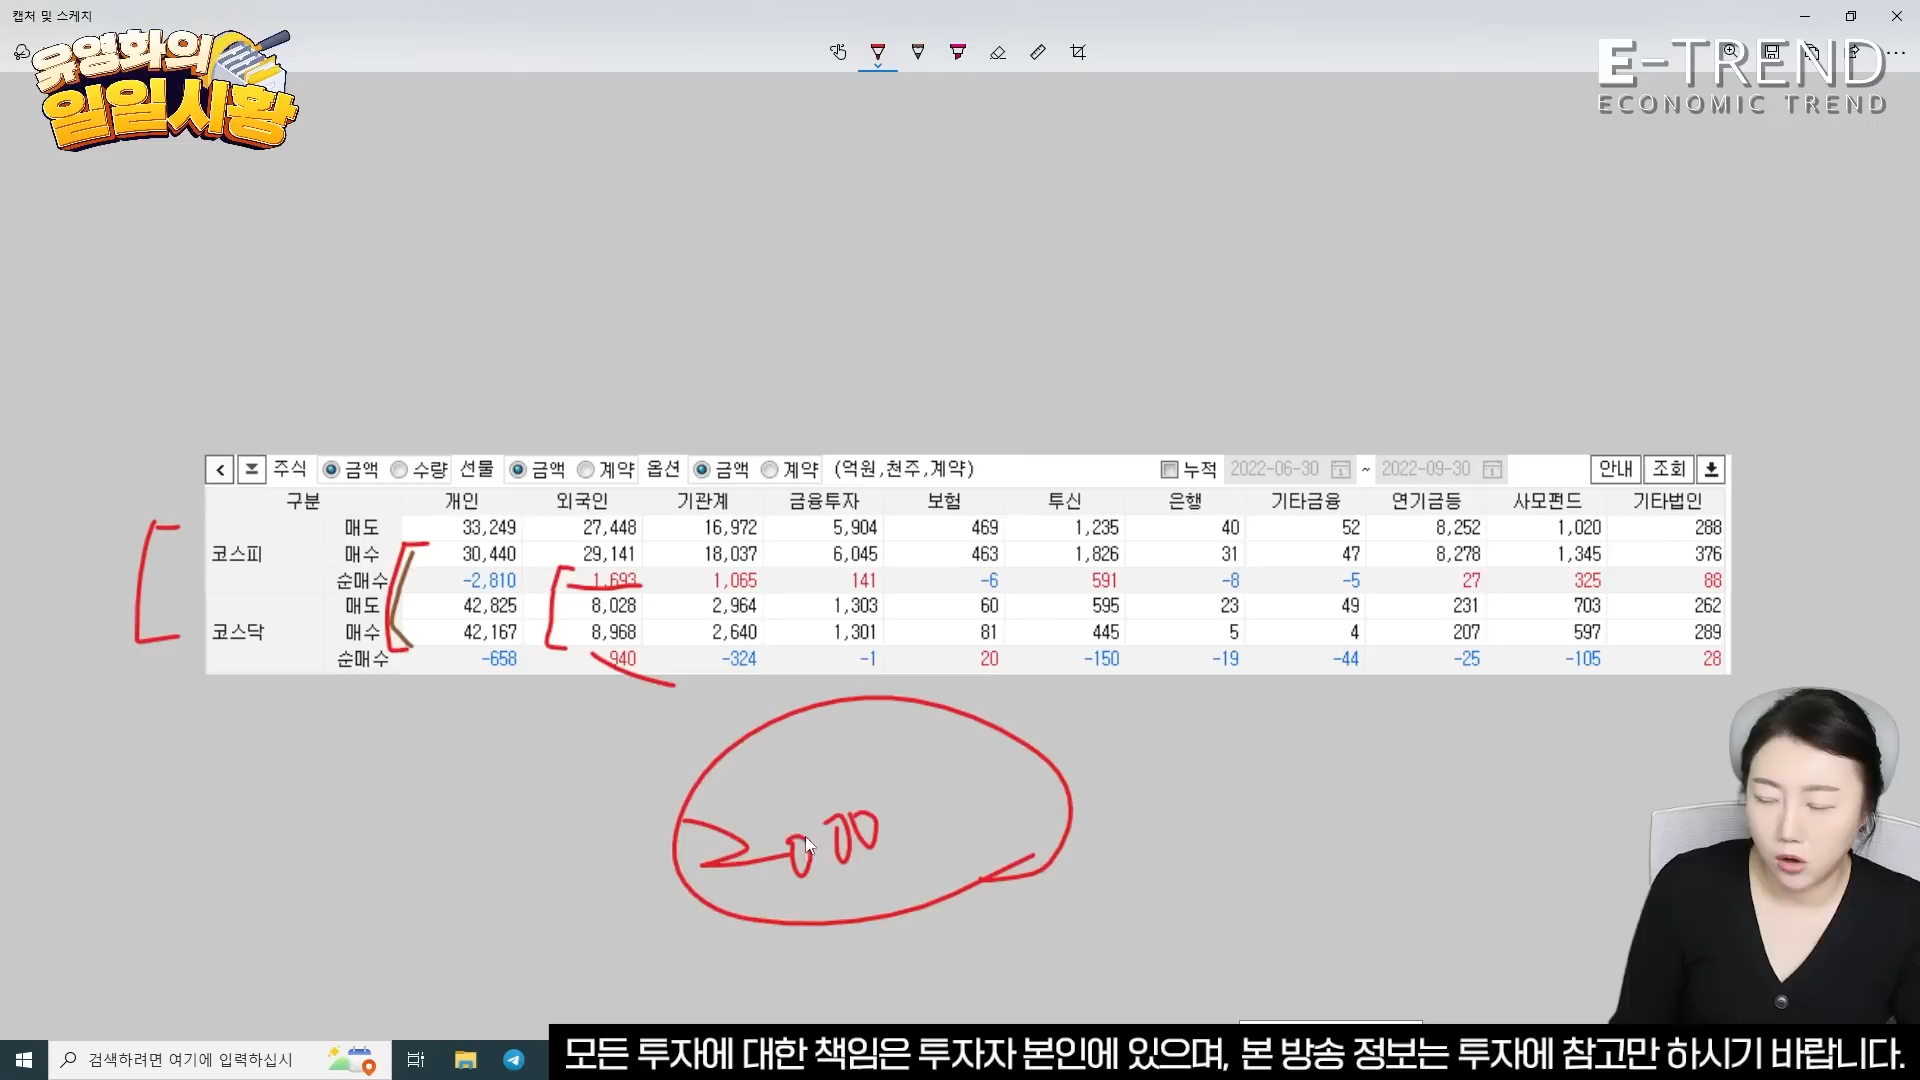 캡처 및 스케치
유영화의
일일시황
E-TREND
ECONOMIC TREND
주식 금액 수량 선물 금액 계약 옵션 금액 계약 (억원,천주,계약) 누적 2022-06-30 ~ 2022-09-30 안내 조회
구분 개인 외국인 기관계 금융투자 보험 투신 은행 기타금융 연기금등 사모펀드 기타법인
매도 33,249 27,448 16,972 5,904 469 1,235 40 52 8,252 1,020 288
코스피 매수 30,440 29,141 18,037 6,045 463 1,826 31 47 8,278 1,345 376
순매수 -2,810 1,693 1,065 141 -6 591 -8 -5 27 325 88
매도 42,825 8,028 2,964 1,303 60 595 23 49 231 703 262
코스닥 매수 42,167 8,968 2,640 1,301 81 445 5 4 207 597 289
순매수 -658 940 -324 -1 20 -150 -19 -44 -25 -105 28
2000
검색하려면 여기에 입력하십시
모든 투자에 대한 책임은 투자자 본인에 있으며, 본 방송 정보는 투자에 참고만 하시기 바랍니다.